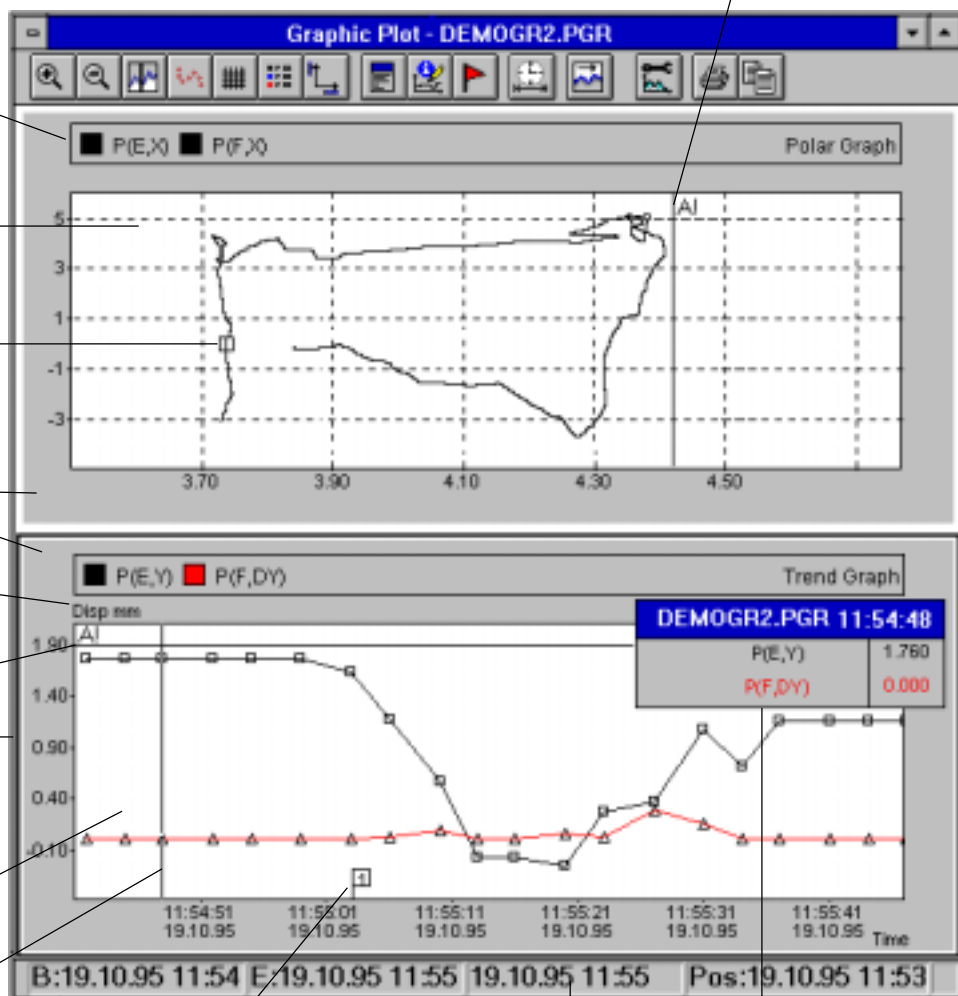 Graphic Plot - DEMOGR2.PGR
P(E,X) P(F,X) Polar Graph
Al
5
3
1
-1
-3
3.70 3.90 4.10 4.30 4.50
P(E,Y) P(F,DY) Trend Graph
Disp mm
Al
DEMOGR2.PGR 11:54:48
P(E,Y) 1.760
P(F,DY) 0.000
1.90
1.40
0.90
0.40
-0.10
1
11:54:51 11:55:01 11:55:11 11:55:21 11:55:31 11:55:41
19.10.95 19.10.95 19.10.95 19.10.95 19.10.95 19.10.95 Time
B:19.10.95 11:54 E:19.10.95 11:55 19.10.95 11:55 Pos:19.10.95 11:53